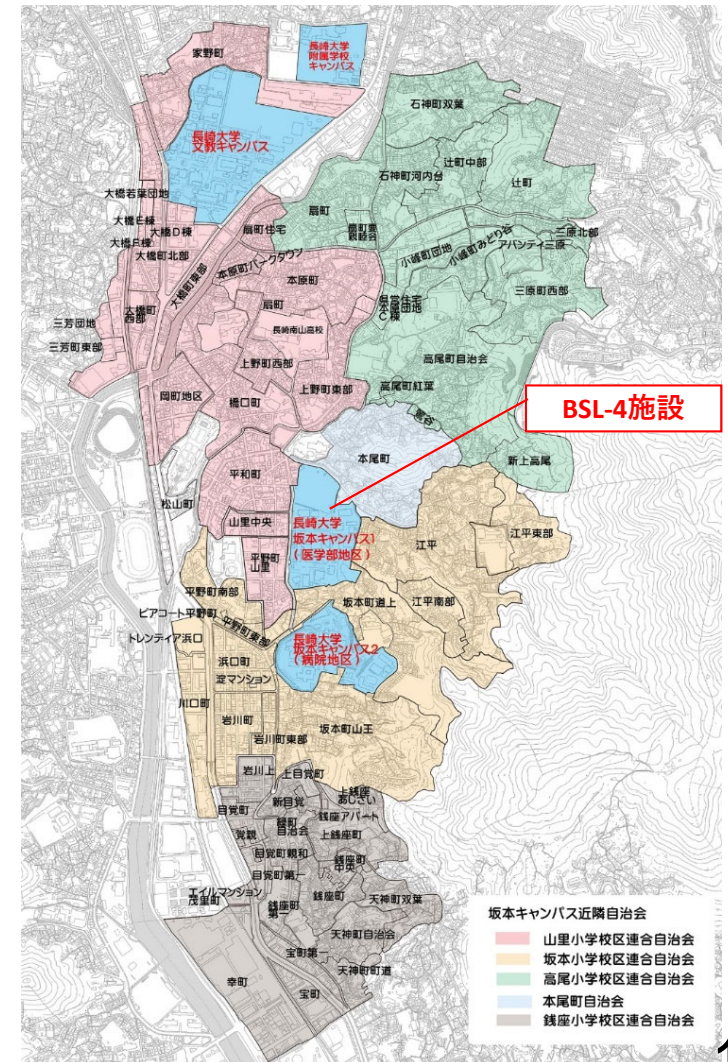 家野町
長崎大学
附属学校
キャンパス
長崎大学
文教キャンパス
石神町双葉
辻町中部
石神町河内台
辻町
扇町
大橋若葉団地
大橋E棟
大橋D棟
大橋町北部
扇町住宅
小峰町団地
小峰町みどり谷
三原北部
アパンティ三原
大橋町東部
本原町パークタウン
本原町
三原町西部
扇町
県営住宅
本原団地
C棟
大橋町
西部
長崎南山高校
三芳団地
三芳町東部
高尾町自治会
上野町西部
岡町地区
橋口町
上野町東部
高尾町紅葉
BSL-4施設
本尾町
新上高尾
平和町
松山町
山里中央
長崎大学
坂本キャンパス1
(医学部地区)
江平
江平東部
平野町
山里
平野町南部
坂本町道上
江平南部
ピアコート平野町
平野町東部
トレンティア浜口
長崎大学
坂本キャンパス2
(病院地区)
浜口町
淀マンション
川口町
岩川町
坂本町山王
岩川町東部
岩川上
上目覚町
上銭座
あじさい
目覚町
新目覚
銭座アパート
自治会
上銭座町
目覚町親和
銭座町
中央
目覚町第一
エイルマンション
茂里町
銭座町
第一
銭座町
天神町双葉
天神町自治会
宝町第一
天神町町道
幸町
宝町
坂本キャンパス近隣自治会
山里小学校区連合自治会
坂本小学校区連合自治会
高尾小学校区連合自治会
本尾町自治会
銭座小学校区連合自治会